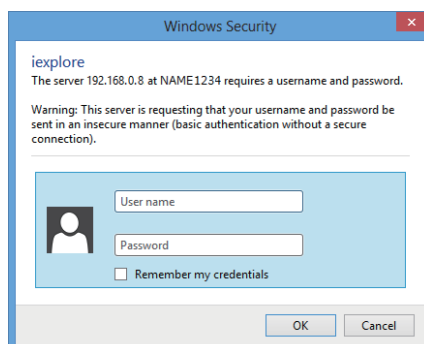 Windows Security
iexplore
The server 192.168.0.8 at NAME1234 requires a username and password.
Warning: This server is requesting that your username and password be
sent in an insecure manner (basic authentication without a secure
connection).
User name
Password
Remember my credentials
OK Cancel